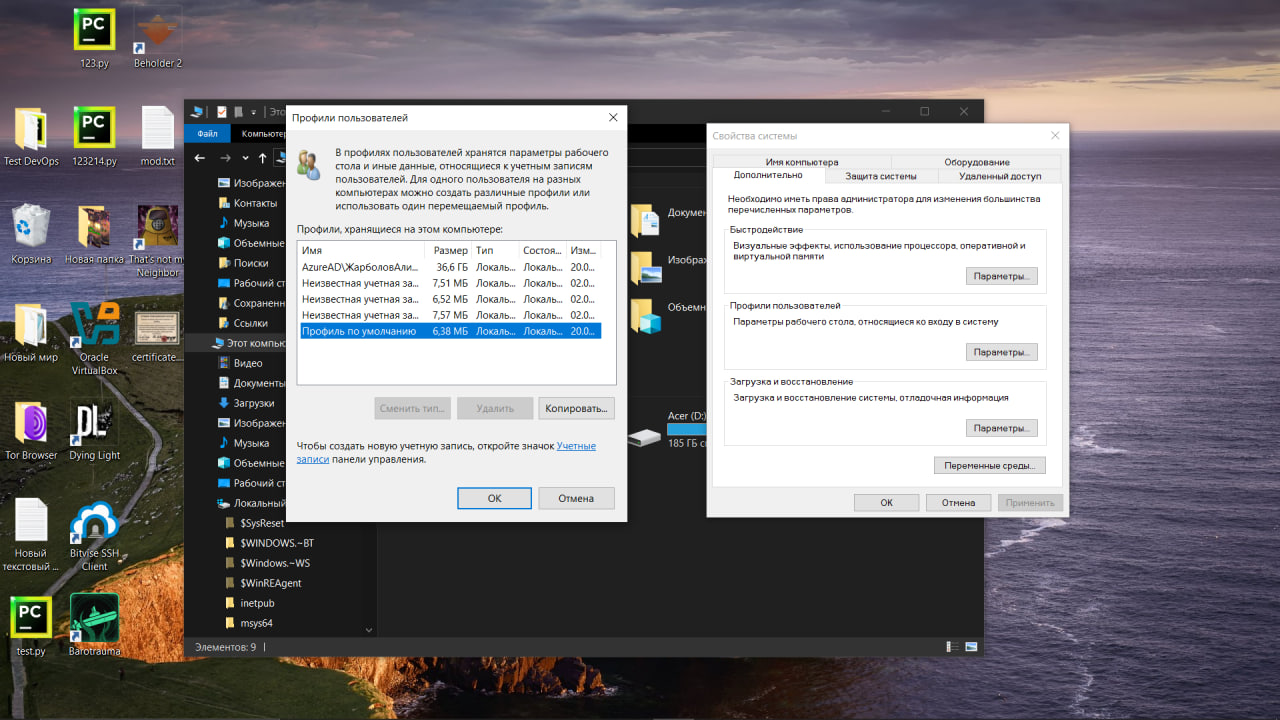 123.py
Beholder 2
Test DevOps
123214.py
mod.txt
Корзина
Новая папка
That's not my
Neighbor
Новый мир
Oracle
VirtualBox
certificate...
Tor Browser
Dying Light
Новый
текстовый ...
Bitvise SSH
Client
test.py
Barotrauma
Это
Файл
Компьютер
Изображен
Контакты
Музыка
Объемные
Поиски
Рабочий ст
Сохраненн
Ссылки
Этот компью
Видео
Документы
Загрузки
Изображен
Музыка
Объемные
Рабочий ст
Локальный
$SysReset
$WINDOWS.~BT
$Windows.~WS
$WinREAgent
inetpub
msys64
Докумен
Изображ
Объемн
Acer (D:)
185 ГБ с
Элементов: 9
Профили пользователей
В профилях пользователей хранятся параметры рабочего
стола и иные данные, относящиеся к учетным записям
пользователей. Для одного пользователя на разных
компьютерах можно создать различные профили или
использовать один перемещаемый профиль.
Профили, хранящиеся на этом компьютере:
Имя Размер Тип Состоя... Изм...
AzureAD\ЖарболовАли... 36,6 ГБ Локаль... Локаль... 20.0...
Неизвестная учетная за... 7,51 МБ Локаль... Локаль... 02.0...
Неизвестная учетная за... 6,52 МБ Локаль... Локаль... 02.0...
Неизвестная учетная за... 7,57 МБ Локаль... Локаль... 02.0...
Профиль по умолчанию 6,38 МБ Локаль... Локаль... 20.0...
Сменить тип... Удалить Копировать...
Чтобы создать новую учетную запись, откройте значок Учетные
записи панели управления.
ОК Отмена
Свойства системы
Имя компьютера Оборудование
Дополнительно Защита системы Удаленный доступ
Необходимо иметь права администратора для изменения большинства
перечисленных параметров.
Быстродействие
Визуальные эффекты, использование процессора, оперативной и
виртуальной памяти
Параметры...
Профили пользователей
Параметры рабочего стола, относящиеся ко входу в систему
Параметры...
Загрузка и восстановление
Загрузка и восстановление системы, отладочная информация
Параметры...
Переменные среды...
ОК Отмена Применить